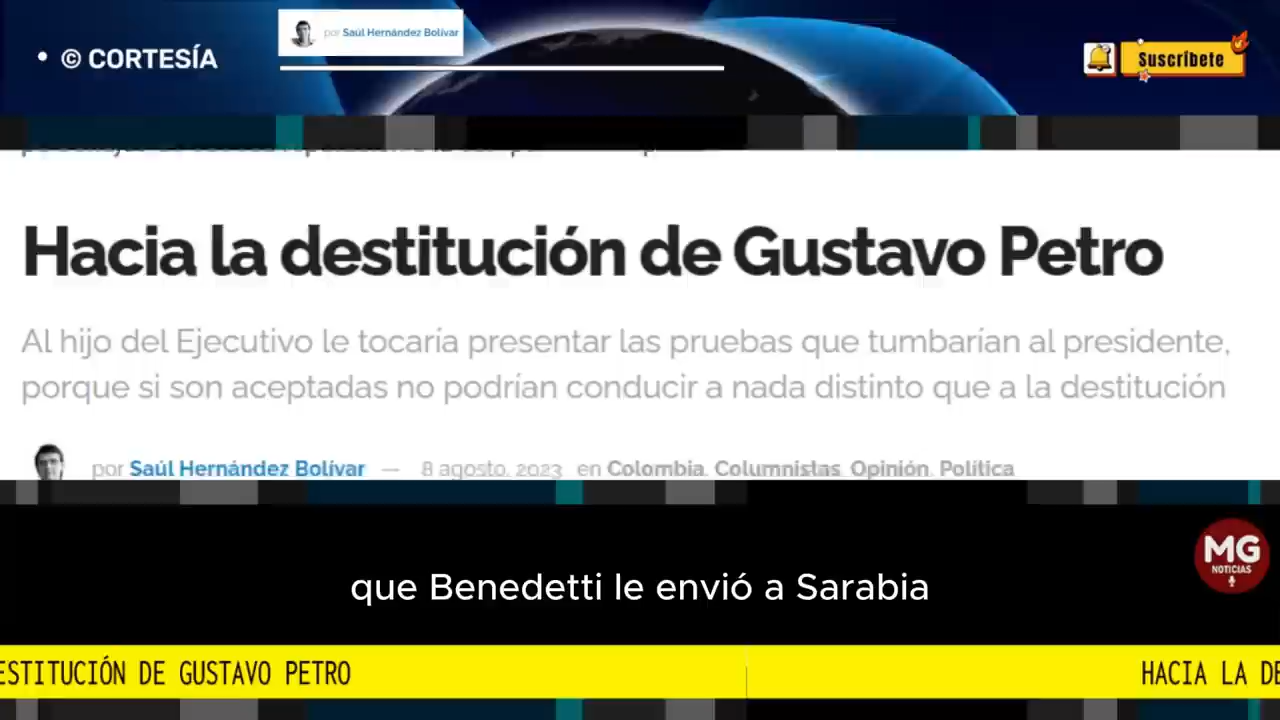 • © CORTESÍA
por Saúl Hernández Bolívar
Suscríbete
Hacia la destitución de Gustavo Petro
Al hijo del Ejecutivo le tocaría presentar las pruebas que tumbarían al presidente,
porque si son aceptadas no podrían conducir a nada distinto que a la destitución
por Saúl Hernández Bolívar — 8 agosto, 2023 en Colombia, Columnistas, Opinión, Política
MG
NOTICIAS
que Benedetti le envió a Sarabia
ESTITUCIÓN DE GUSTAVO PETRO
HACIA LA DE